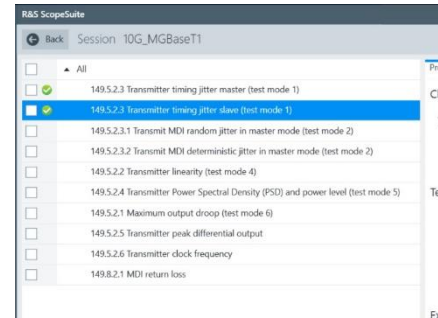 R&S ScopeSuite
Back Session 10G_MGBaseT1
All
149.5.2.3 Transmitter timing jitter master (test mode 1)
149.5.2.3 Transmitter timing jitter slave (test mode 1)
149.5.2.3.1 Transmit MDI random jitter in master mode (test mode 2)
149.5.2.3.2 Transmit MDI deterministic jitter in master mode (test mode 2)
149.5.2.2 Transmitter linearity (test mode 4)
149.5.2.4 Transmitter Power Spectral Density (PSD) and power level (test mode 5)
149.5.2.1 Maximum output droop (test mode 6)
149.5.2.5 Transmitter peak differential output
149.5.2.6 Transmitter clock frequency
149.8.2.1 MDI return loss